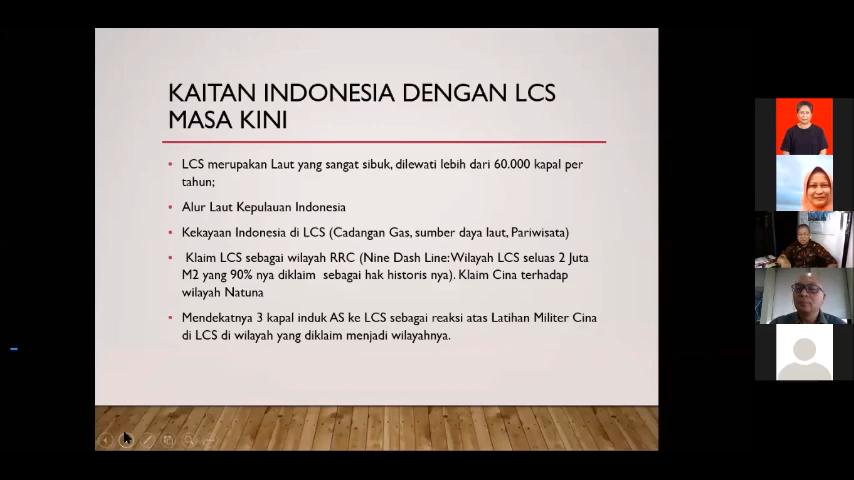 KAITAN INDONESIA DENGAN LCS
MASA KINI
• LCS merupakan Laut yang sangat sibuk, dilewati lebih dari 60.000 kapal per
tahun;
• Alur Laut Kepulauan Indonesia
• Kekayaan Indonesia di LCS (Cadangan Gas, sumber daya laut, Pariwisata)
• Klaim LCS sebagai wilayah RRC (Nine Dash Line: Wilayah LCS seluas 2 Juta
M2 yang 90% nya diklaim sebagai hak historis nya). Klaim Cina terhadap
wilayah Natuna
• Mendekatnya 3 kapal induk AS ke LCS sebagai reaksi atas Latihan Militer Cina
di LCS di wilayah yang diklaim menjadi wilayahnya.